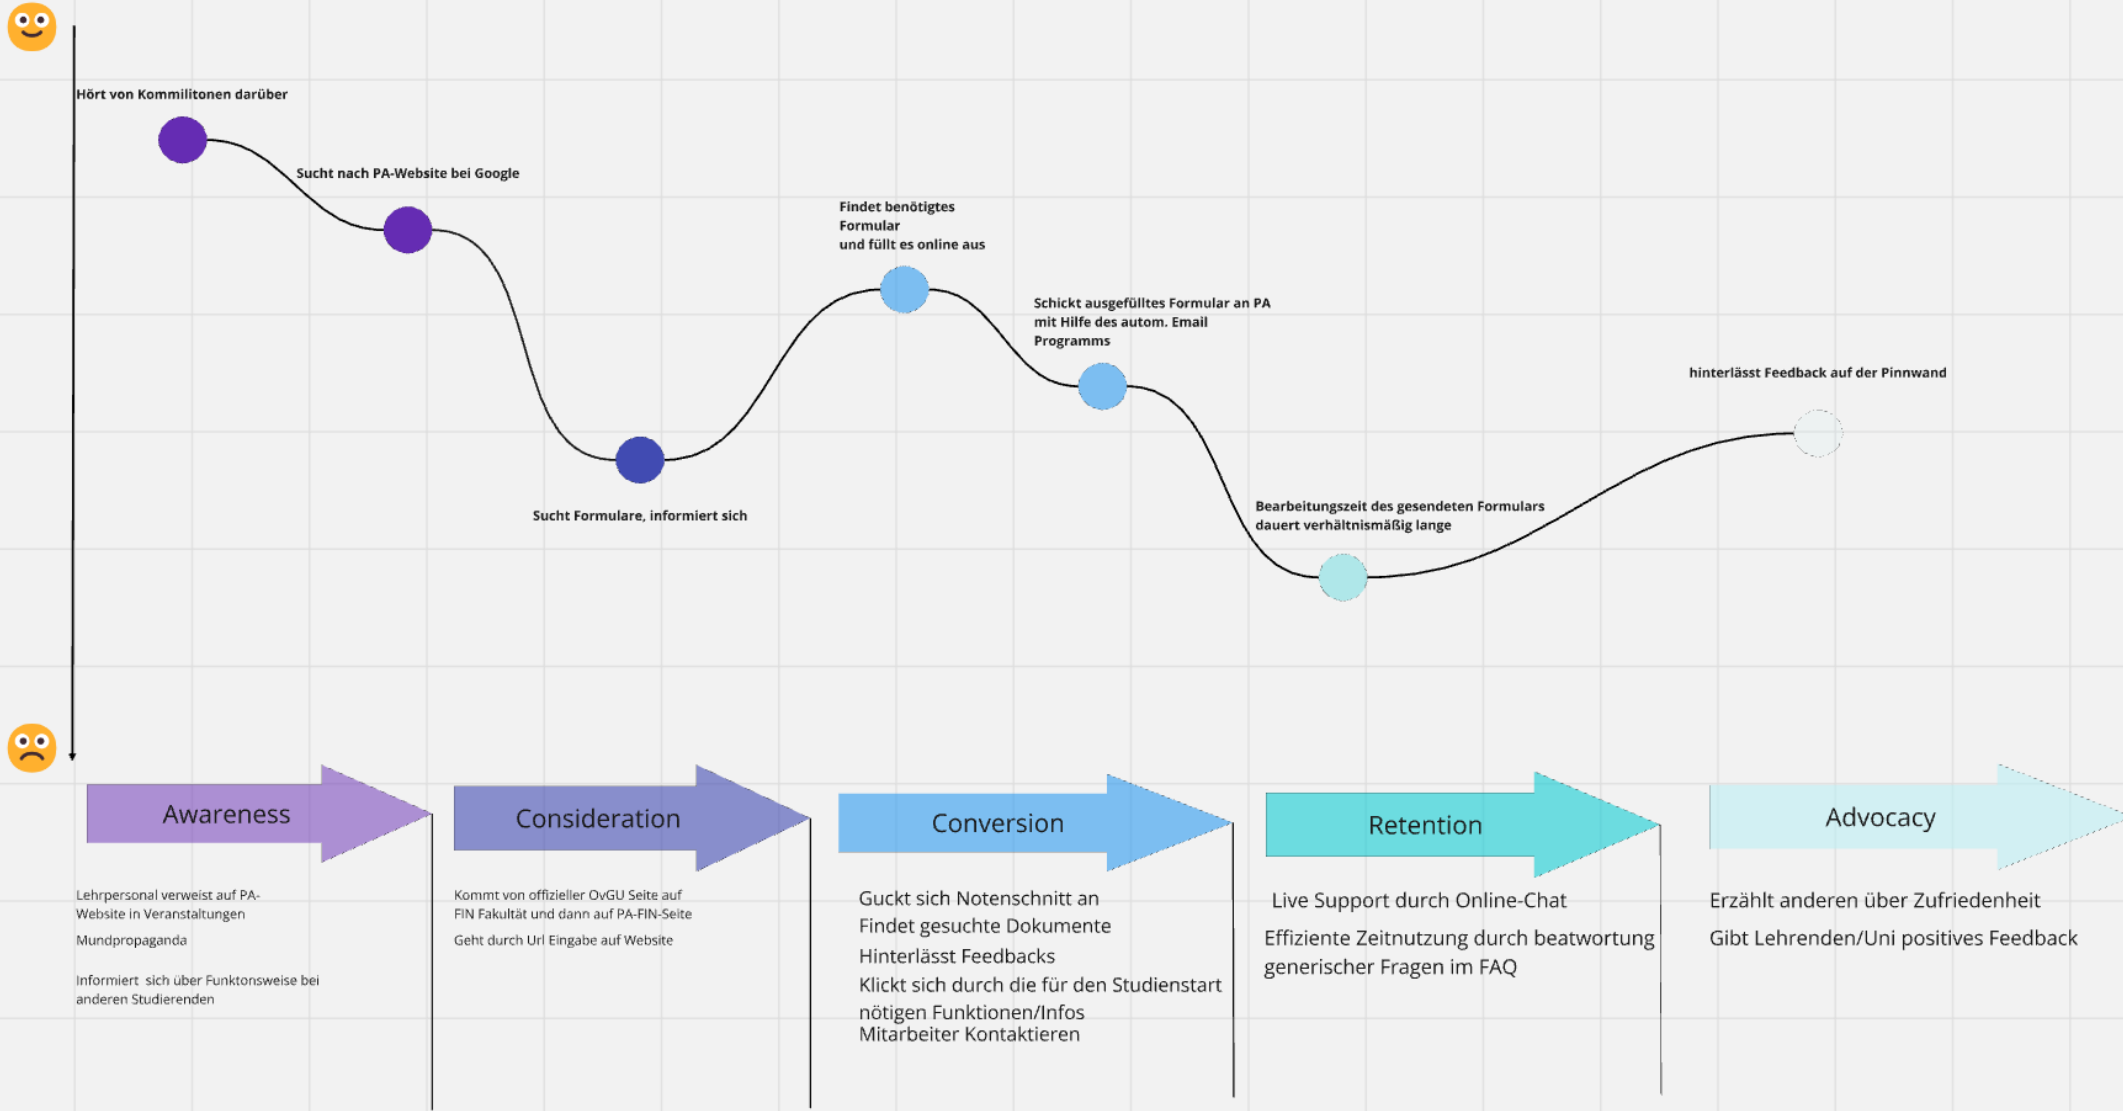 Hört von Kommilitonen darüber
Sucht nach PA-Website bei Google
Findet benötigtes
Formular
und füllt es online aus
Schickt ausgefülltes Formular an PA
mit Hilfe des autom. Email
Programms
hinterlässt Feedback auf der Pinnwand
Bearbeitungszeit des gesendeten Formulars
dauert verhältnismäßig lange
Sucht Formulare, informiert sich
Awareness
Lehrpersonal verweist auf PA-
Website in Veranstaltungen
Mundpropaganda
Informiert sich über Funktonsweise bei
anderen Studierenden
Consideration
Kommt von offizieller OvGU Seite auf
FIN Fakultät und dann auf PA-FIN-Seite
Geht durch Url Eingabe auf Website
Conversion
Guckt sich Notenschnitt an
Findet gesuchte Dokumente
Hinterlässt Feedbacks
Klickt sich durch die für den Studienstart
nötigen Funktionen/Infos
Mitarbeiter Kontaktieren
Retention
Live Support durch Online-Chat
Effiziente Zeitnutzung durch beatwortung
generischer Fragen im FAQ
Advocacy
Erzählt anderen über Zufriedenheit
Gibt Lehrenden/Uni positives Feedback